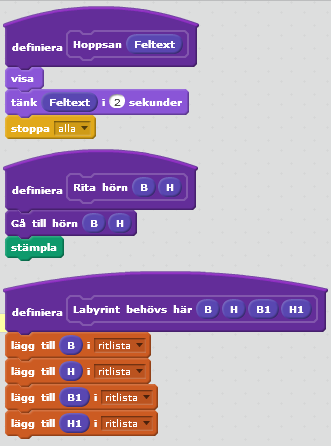 definiera Hoppsan Feltext
visa
tänk Feltext i 2 sekunder
stoppa alla
definiera Rita hörn B H
Gå till hörn B H
stämpla
definiera Labyrint behövs här B H B1 H1
lägg till B i ritlista
lägg till H i ritlista
lägg till B1 i ritlista
lägg till H1 i ritlista